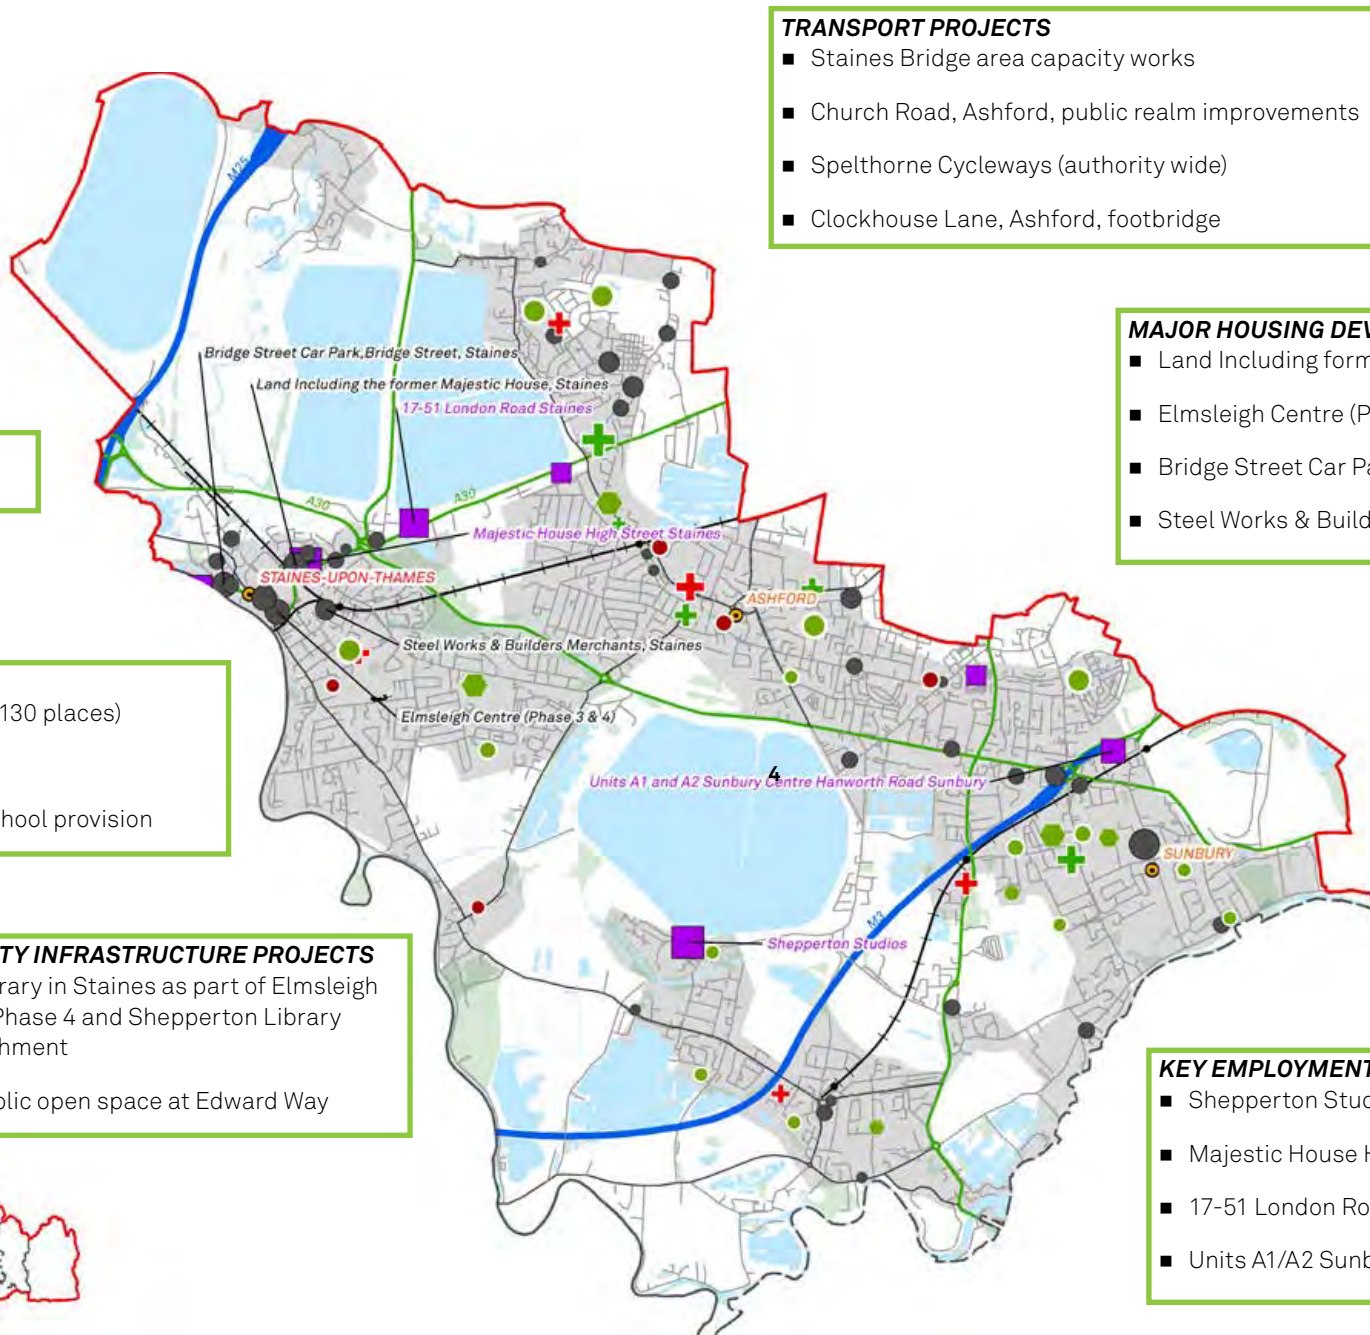 TRANSPORT PROJECTS
■ Staines Bridge area capacity works
■ Church Road, Ashford, public realm improvements
■ Spelthorne Cycleways (authority wide)
■ Clockhouse Lane, Ashford, footbridge
MAJOR HOUSING DEV
■ Land Including form
■ Elmsleigh Centre (P
■ Bridge Street Car Pa
■ Steel Works & Build
M25
Bridge Street Car Park,Bridge Street, Staines
Land Including the former Majestic House, Staines
17-51 London Road Staines
A30
A30
Majestic House High Street Staines
STAINES-UPON-THAMES
ASHFORD
Steel Works & Builders Merchants, Staines
Elmsleigh Centre (Phase 3 & 4)
4
Units A1 and A2 Sunbury Centre Hanworth Road Sunbury
SUNBURY
M3
Shepperton Studios
130 places)
hool provision
TY INFRASTRUCTURE PROJECTS
rary in Staines as part of Elmsleigh
Phase 4 and Shepperton Library
hment
blic open space at Edward Way
KEY EMPLOYMENT
■ Shepperton Stud
■ Majestic House H
■ 17-51 London Ro
■ Units A1/A2 Sunb